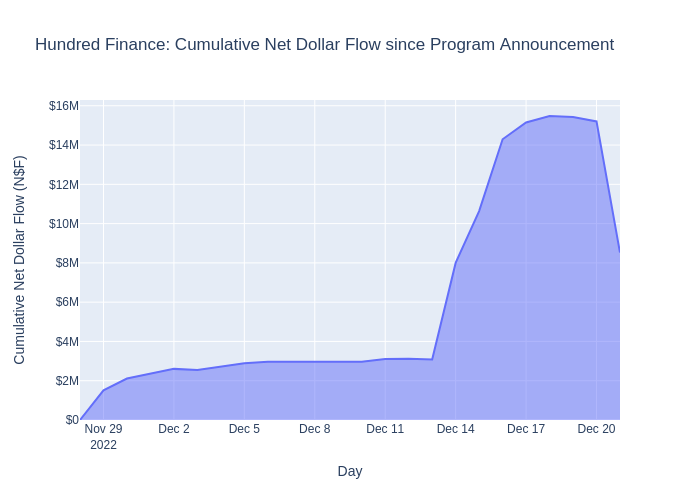 Hundred Finance: Cumulative Net Dollar Flow since Program Announcement
Cumulative Net Dollar Flow (N$F)
$16M
$14M
$12M
$10M
$8M
$6M
$4M
$2M
$0
Nov 29 Dec 2 Dec 5 Dec 8 Dec 11 Dec 14 Dec 17 Dec 20
2022
Day